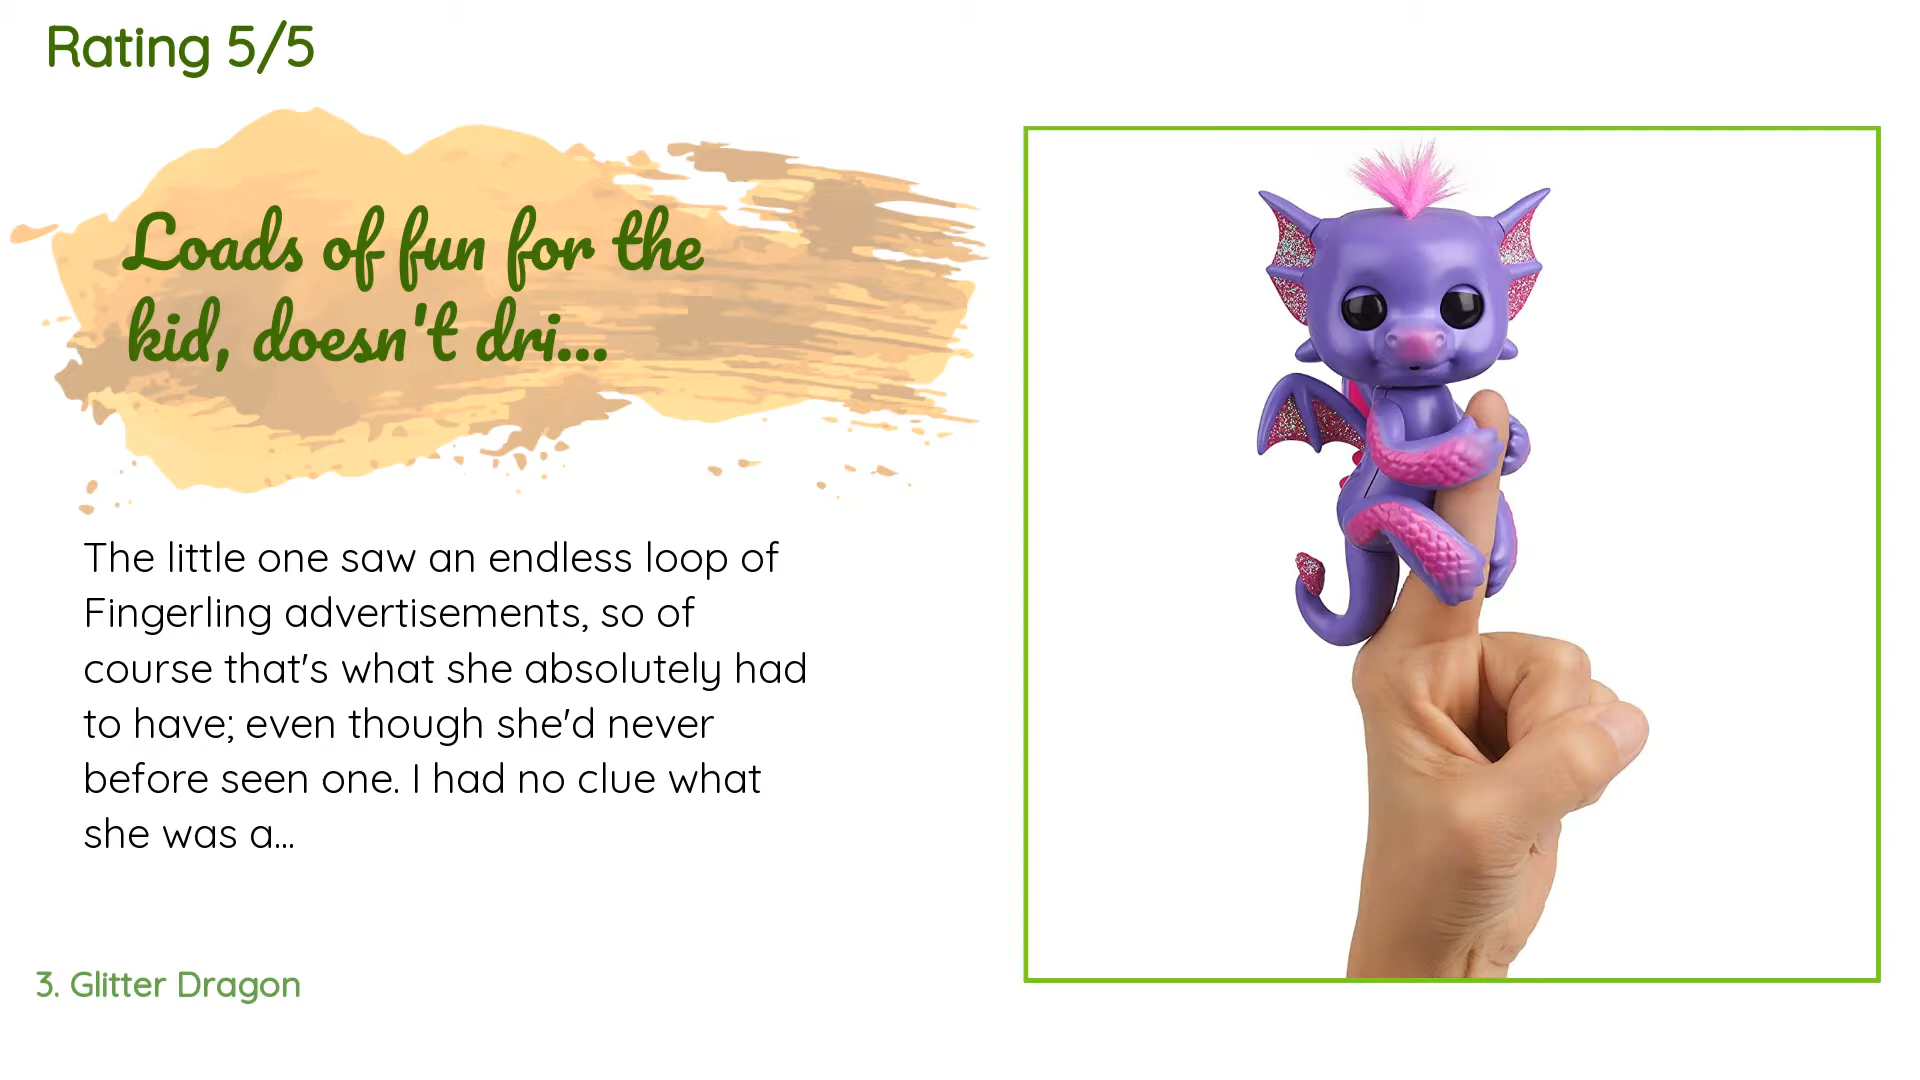 Rating 5/5
Loads of fun for the
kid, doesn't dri...
The little one saw an endless loop of
Fingerling advertisements, so of
course that's what she absolutely had
to have; even though she'd never
before seen one. I had no clue what
she was a...
3. Glitter Dragon